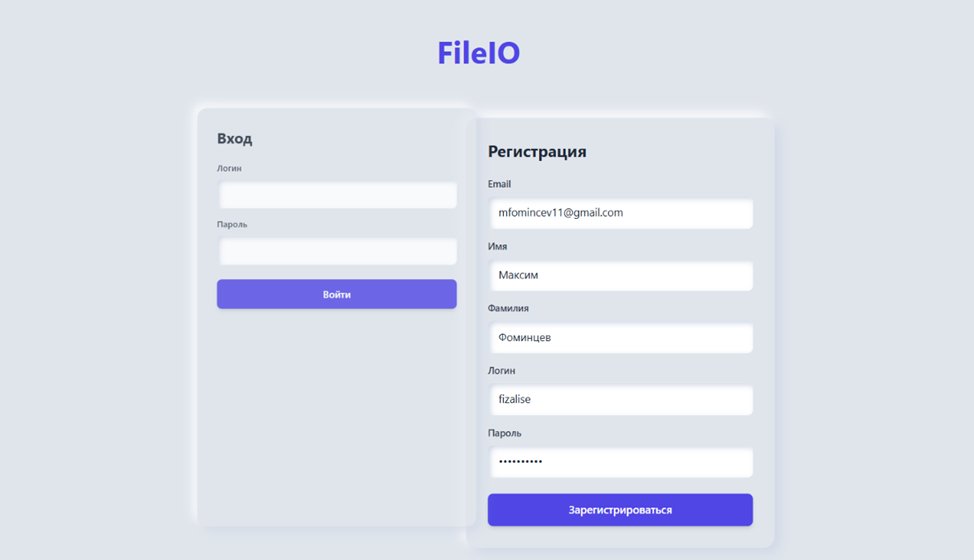 FileIO
Вход
Логин
Пароль
Войти
Регистрация
Email
mfomincev11@gmail.com
Имя
Максим
Фамилия
Фоминцев
Логин
fizalise
Пароль
••••••••••
Зарегистрироваться